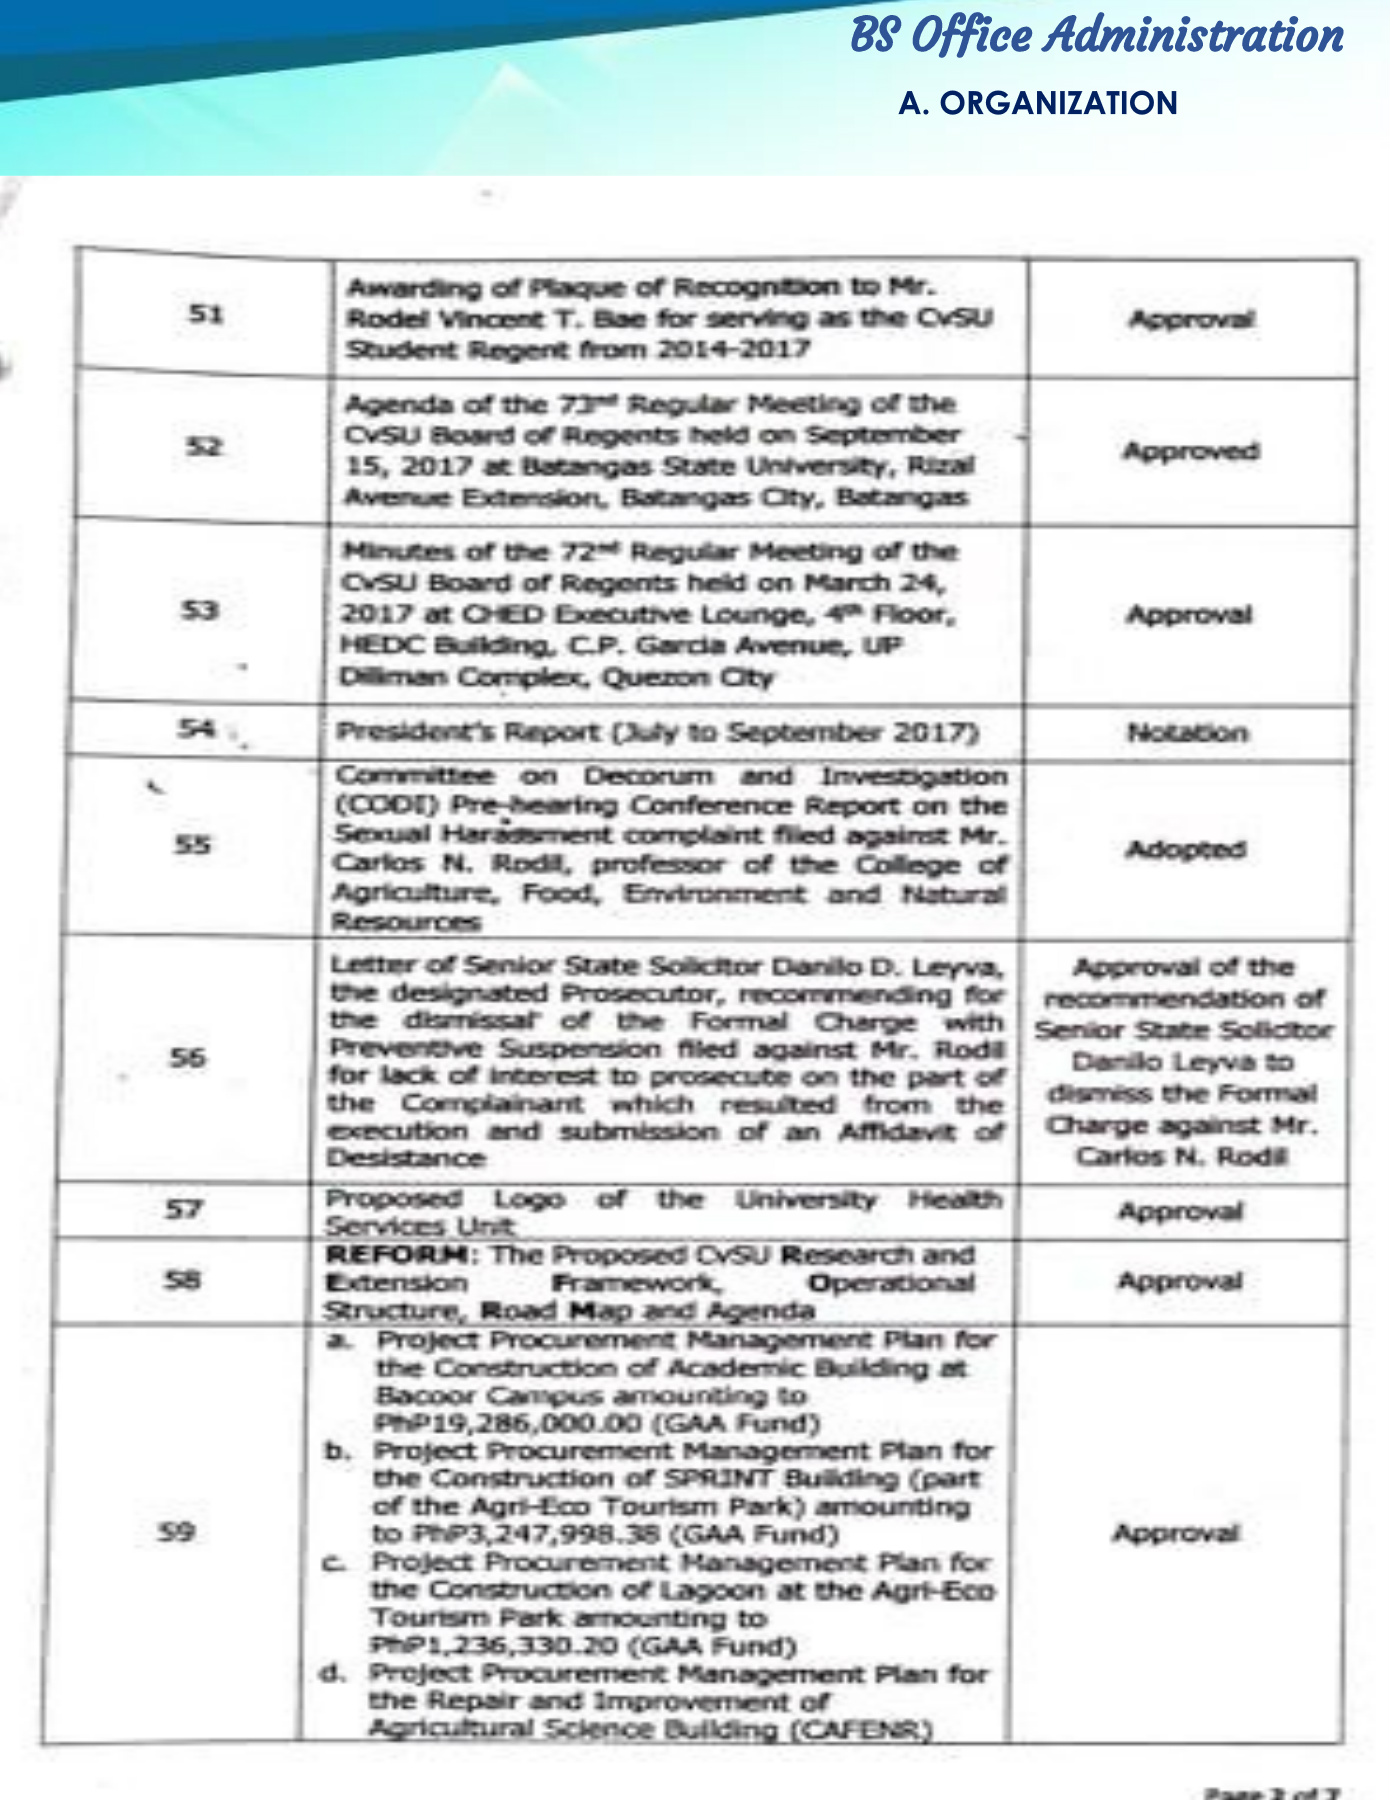 BS Office Administration
A. ORGANIZATION
51
Awarding of Plaque of Recognition to Mr.
Rodel Vincent T. Bae for serving as the CvSU
Student Regent from 2014-2017
Approval
52
Agenda of the 73rd Regular Meeting of the
CvSU Board of Regents held on September
15, 2017 at Batangas State University, Rizal
Avenue Extension, Batangas City, Batangas
Approved
53
Minutes of the 72nd Regular Meeting of the
CvSU Board of Regents held on March 24,
2017 at CHED Executive Lounge, 4th Floor,
HEDC Building, C.P. Garcia Avenue, UP
Diliman Complex, Quezon City
Approval
54
President's Report (July to September 2017)
Notation
55
Committee on Decorum and Investigation
(CODI) Pre-hearing Conference Report on the
Sexual Harassment complaint filed against Mr.
Carlos N. Rodil, professor of the College of
Agriculture, Food, Environment and Natural
Resources
Adopted
56
Letter of Senior State Solicitor Danilo D. Leyva,
the designated Prosecutor, recommending for
the dismissal of the Formal Charge with
Preventive Suspension filed against Mr. Rodil
for lack of interest to prosecute on the part of
the Complainant which resulted from the
execution and submission of an Affidavit of
Desistance
Approval of the
recommendation of
Senior State Solicitor
Danilo Leyva to
dismiss the Formal
Charge against Mr.
Carlos N. Rodil
57
Proposed Logo of the University Health
Services Unit
Approval
58
REFORM: The Proposed CvSU Research and
Extension Framework, Operational
Structure, Road Map and Agenda
Approval
59
a. Project Procurement Management Plan for
the Construction of Academic Building at
Bacoor Campus amounting to
PhP19,286,000.00 (GAA Fund)
b. Project Procurement Management Plan for
the Construction of SPRINT Building (part
of the Agri-Eco Tourism Park) amounting
to PhP3,247,998.38 (GAA Fund)
c. Project Procurement Management Plan for
the Construction of Lagoon at the Agri-Eco
Tourism Park amounting to
PhP1,236,330.20 (GAA Fund)
d. Project Procurement Management Plan for
the Repair and Improvement of
Agricultural Science Building (CAFENR)
Approval
Page of 7